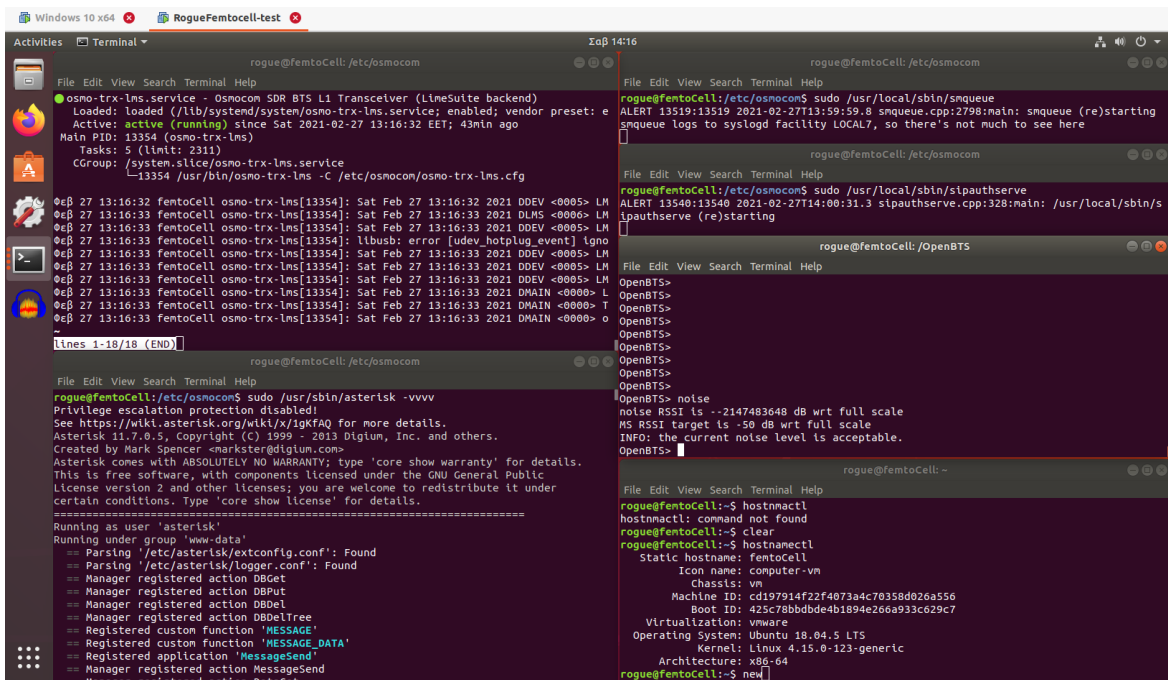 Windows 10 x64
RogueFemtocell-test
Activities
Terminal
Σαβ 14:16
rogue@femtoCell: /etc/osmocom
File Edit View Search Terminal Help
osmo-trx-lms.service - Osmocom SDR BTS L1 Transceiver (LimeSuite backend)
Loaded: loaded (/lib/systemd/system/osmo-trx-lms.service; enabled; vendor preset: e
Active: active (running) since Sat 2021-02-27 13:16:32 EET; 43min ago
Main PID: 13354 (osmo-trx-lms)
Tasks: 5 (limit: 2311)
CGroup: /system.slice/osmo-trx-lms.service
└─13354 /usr/bin/osmo-trx-lms -C /etc/osmocom/osmo-trx-lms.cfg
Φεβ 27 13:16:32 femtoCell osmo-trx-lms[13354]: Sat Feb 27 13:16:32 2021 DDEV <0005> LM
Φεβ 27 13:16:33 femtoCell osmo-trx-lms[13354]: Sat Feb 27 13:16:33 2021 DLMS <0006> LM
Φεβ 27 13:16:33 femtoCell osmo-trx-lms[13354]: Sat Feb 27 13:16:33 2021 DDEV <0005> LM
Φεβ 27 13:16:33 femtoCell osmo-trx-lms[13354]: libusb: error [udev_hotplug_event] igno
Φεβ 27 13:16:33 femtoCell osmo-trx-lms[13354]: Sat Feb 27 13:16:33 2021 DDEV <0005> LM
Φεβ 27 13:16:33 femtoCell osmo-trx-lms[13354]: Sat Feb 27 13:16:33 2021 DDEV <0005> LM
Φεβ 27 13:16:33 femtoCell osmo-trx-lms[13354]: Sat Feb 27 13:16:33 2021 DDEV <0005> LM
Φεβ 27 13:16:33 femtoCell osmo-trx-lms[13354]: Sat Feb 27 13:16:33 2021 DMAIN <0000> L
Φεβ 27 13:16:33 femtoCell osmo-trx-lms[13354]: Sat Feb 27 13:16:33 2021 DMAIN <0000> T
Φεβ 27 13:16:33 femtoCell osmo-trx-lms[13354]: Sat Feb 27 13:16:33 2021 DMAIN <0000> o
~
lines 1-18/18 (END)
rogue@femtoCell: /etc/osmocom
File Edit View Search Terminal Help
rogue@femtoCell:/etc/osmocom$ sudo /usr/sbin/asterisk -vvvv
Privilege escalation protection disabled!
See https://wiki.asterisk.org/wiki/x/1gKfAQ for more details.
Asterisk 11.7.0.5, Copyright (C) 1999 - 2013 Digium, Inc. and others.
Created by Mark Spencer <markster@digium.com>
Asterisk comes with ABSOLUTELY NO WARRANTY; type 'core show warranty' for details.
This is free software, with components licensed under the GNU General Public
License version 2 and other licenses; you are welcome to redistribute it under
certain conditions. Type 'core show license' for details.
=========================================================================
Running as user 'asterisk'
Running under group 'www-data'
== Parsing '/etc/asterisk/extconfig.conf': Found
== Parsing '/etc/asterisk/logger.conf': Found
== Manager registered action DBGet
== Manager registered action DBPut
== Manager registered action DBDel
== Manager registered action DBDelTree
== Registered custom function 'MESSAGE'
== Registered custom function 'MESSAGE_DATA'
== Registered application 'MessageSend'
== Manager registered action MessageSend
rogue@femtoCell: /etc/osmocom
File Edit View Search Terminal Help
rogue@femtoCell:/etc/osmocom$ sudo /usr/local/sbin/smqueue
ALERT 13519:13519 2021-02-27T13:59:59.8 smqueue.cpp:2798:main: smqueue (re)starting
smqueue logs to syslogd facility LOCAL7, so there's not much to see here
rogue@femtoCell: /etc/osmocom
File Edit View Search Terminal Help
rogue@femtoCell:/etc/osmocom$ sudo /usr/local/sbin/sipauthserve
ALERT 13540:13540 2021-02-27T14:00:31.3 sipauthserve.cpp:328:main: /usr/local/sbin/s
ipauthserve (re)starting
rogue@femtoCell: /OpenBTS
File Edit View Search Terminal Help
OpenBTS>
OpenBTS>
OpenBTS>
OpenBTS>
OpenBTS>
OpenBTS>
OpenBTS>
OpenBTS>
OpenBTS>
OpenBTS> noise
noise RSSI is --2147483648 dB wrt full scale
MS RSSI target is -50 dB wrt full scale
INFO: the current noise level is acceptable.
OpenBTS>
rogue@femtoCell: ~
File Edit View Search Terminal Help
rogue@femtoCell:~$ hostnmactl
hostnmactl: command not found
rogue@femtoCell:~$ clear
rogue@femtoCell:~$ hostnamectl
Static hostname: femtoCell
Icon name: computer-vm
Chassis: vm
Machine ID: cd197914f22f4073a4c70358d026a556
Boot ID: 425c78bbdbde4b1894e266a933c629c7
Virtualization: vmware
Operating System: Ubuntu 18.04.5 LTS
Kernel: Linux 4.15.0-123-generic
Architecture: x86-64
rogue@femtoCell:~$ new